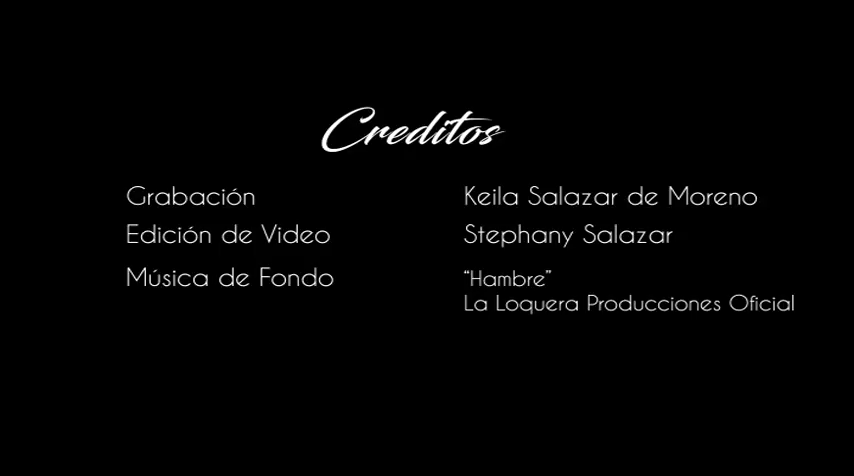 Creditos
Grabación Keila Salazar de Moreno
Edición de Video Stephany Salazar
Música de Fondo “Hambre”
La Loquera Producciones Oficial